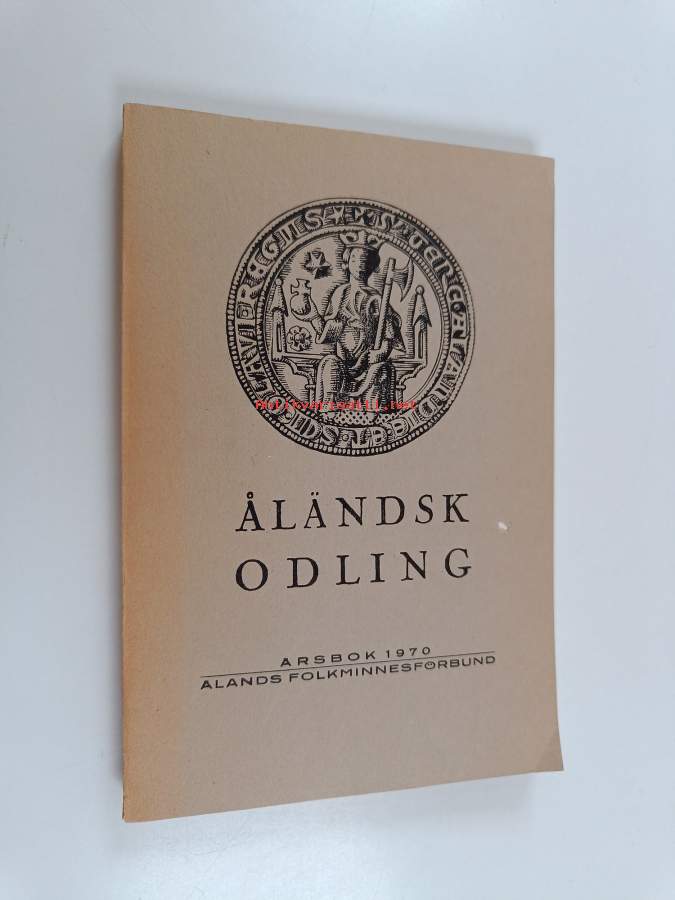 ÅLÄNDSK
ODLING
ÅRSBOK 1970
ÅLANDS FOLKMINNESFÖRBUND